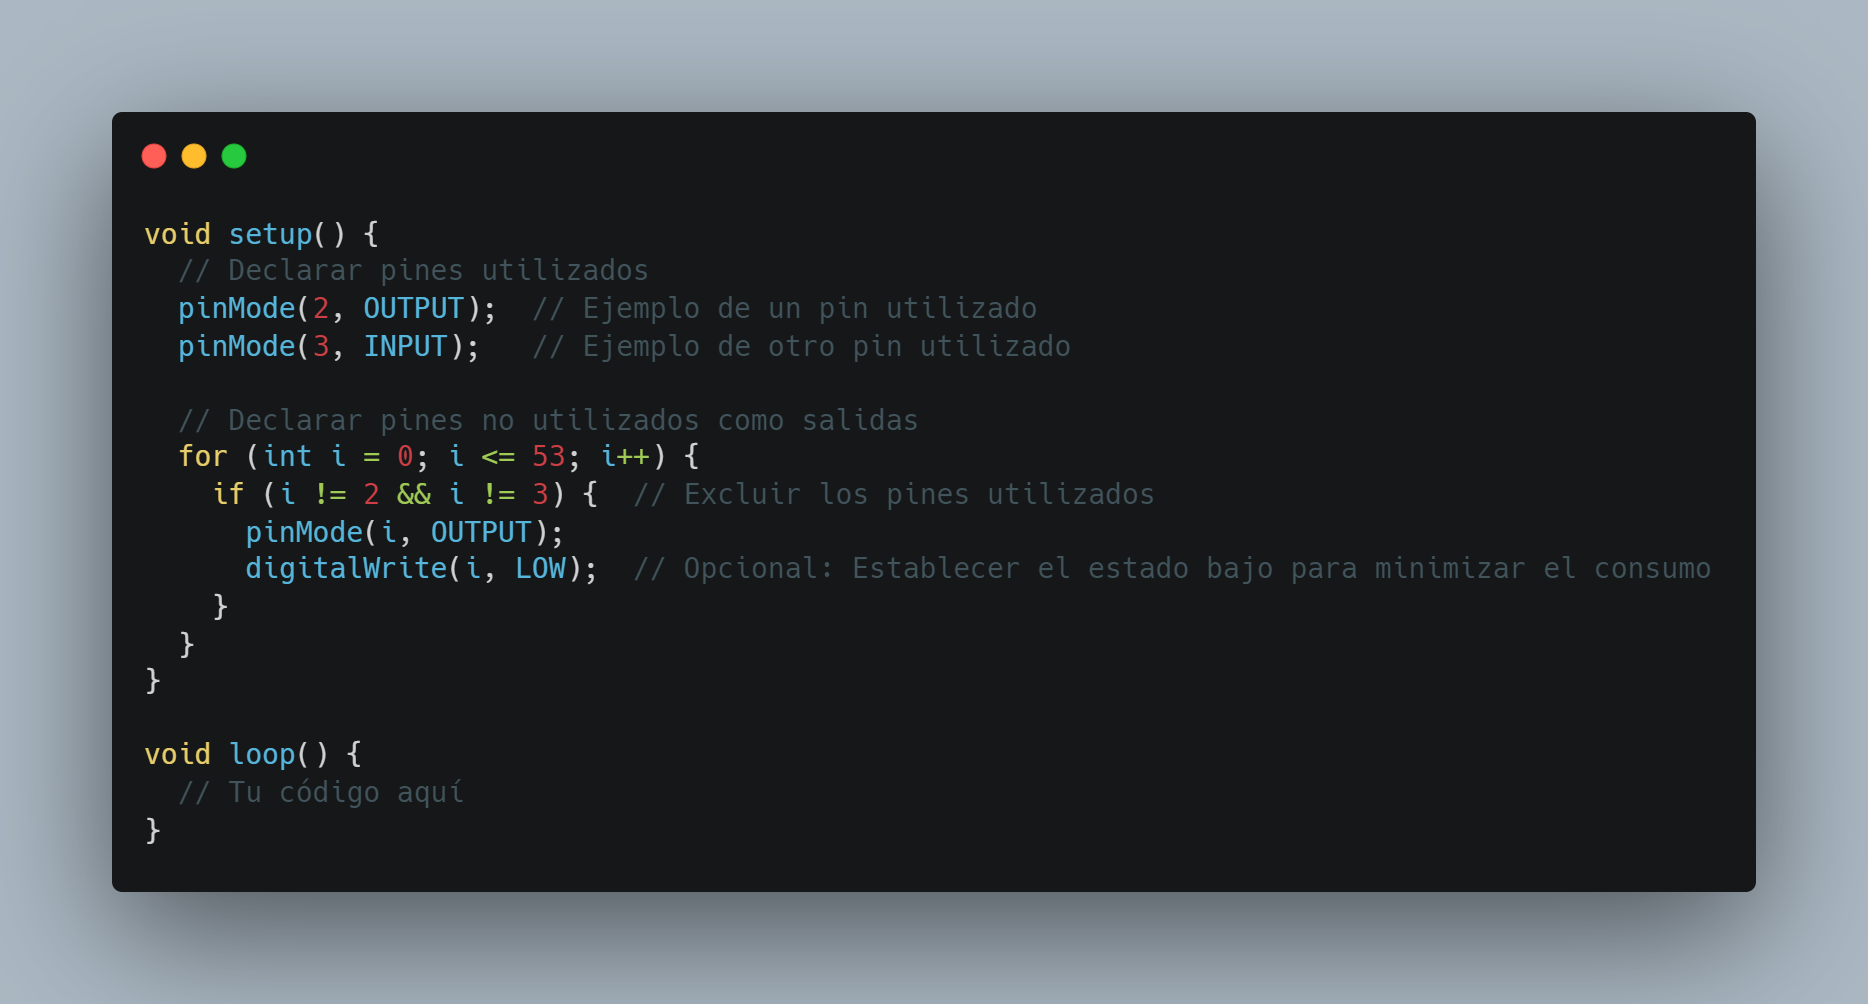 void setup() {
  // Declarar pines utilizados
  pinMode(2, OUTPUT);  // Ejemplo de un pin utilizado
  pinMode(3, INPUT);   // Ejemplo de otro pin utilizado

  // Declarar pines no utilizados como salidas
  for (int i = 0; i <= 53; i++) {
    if (i != 2 && i != 3) {  // Excluir los pines utilizados
      pinMode(i, OUTPUT);
      digitalWrite(i, LOW);  // Opcional: Establecer el estado bajo para minimizar el consumo
    }
  }
}

void loop() {
  // Tu código aquí
}